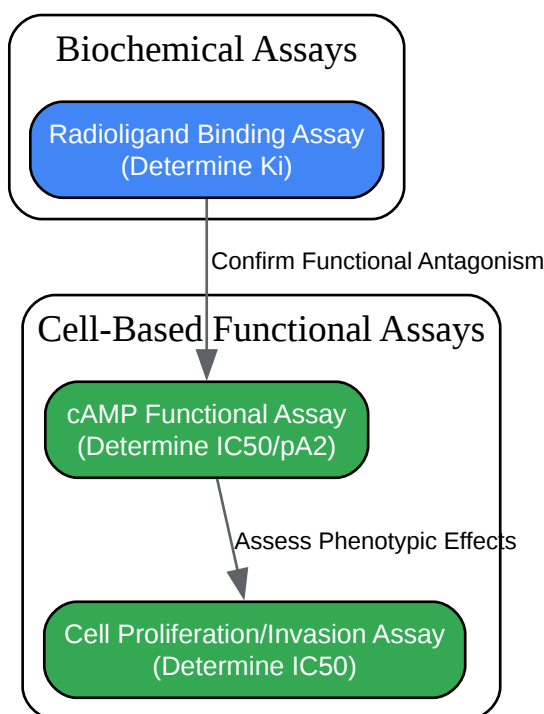 Biochemical Assays
Radioligand Binding Assay
(Determine Ki)
Confirm Functional Antagonism
Cell-Based Functional Assays
cAMP Functional Assay
(Determine IC50/pA2)
Assess Phenotypic Effects
Cell Proliferation/Invasion Assay
(Determine IC50)